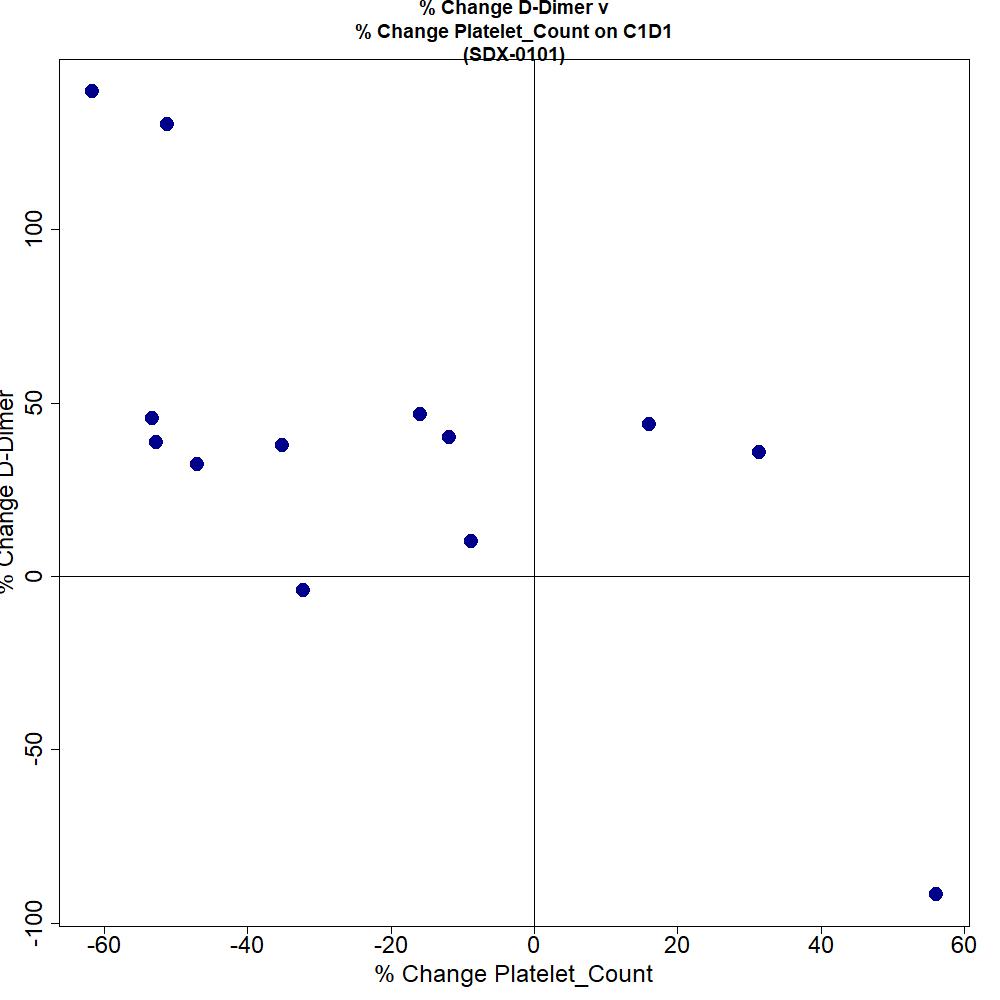 % Change D-Dimer v
% Change Platelet_Count on C1D1
(SDX-0101)
% Change D-Dimer
100
50
0
-50
-100
-60
-40
-20
0
20
40
60
% Change Platelet_Count